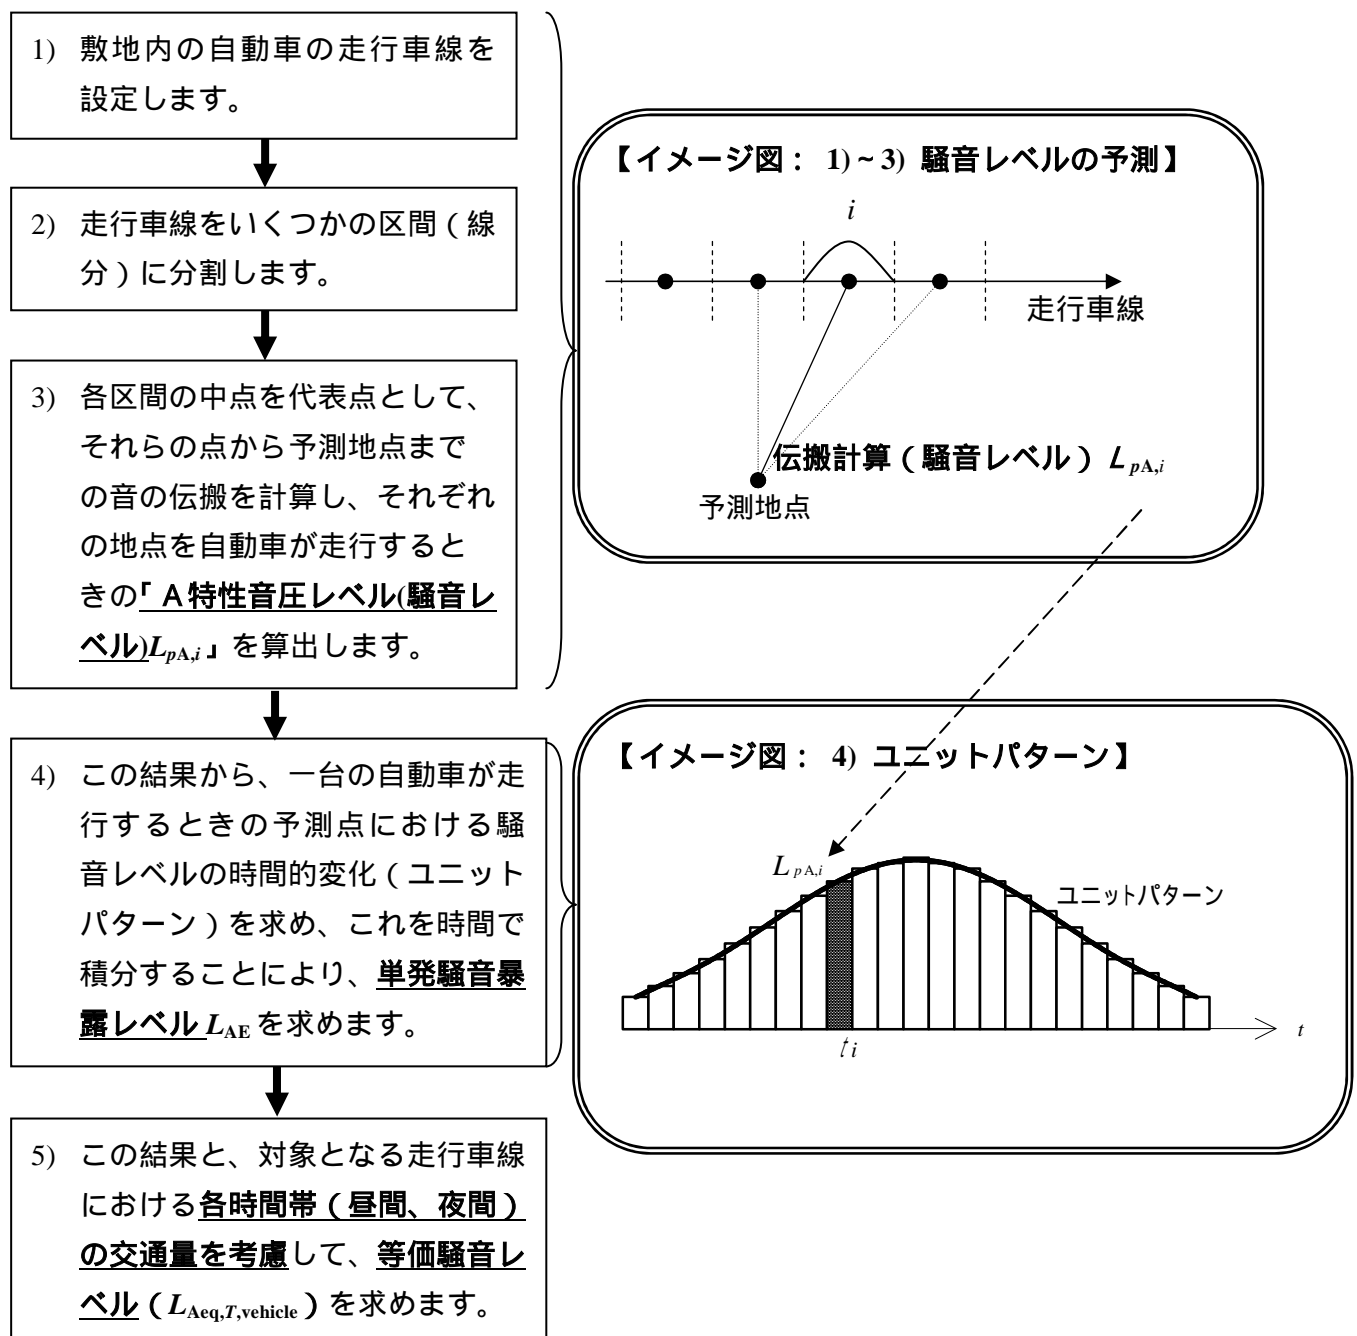 1) 敷地内の自動車の走行車線を
設定します。
2) 走行車線をいくつかの区間(線
分)に分割します。
3) 各区間の中点を代表点として、
それらの点から予測地点まで
の音の伝搬を計算し、それぞれ
の地点を自動車が走行すると
きの「A特性音圧レベル(騒音レ
ベル)LpA,i」を算出します。
【イメージ図: 1)~3) 騒音レベルの予測】
i
走行車線
伝搬計算(騒音レベル)LpA,i
予測地点
4) この結果から、一台の自動車が走
行するときの予測点における騒
音レベルの時間的変化(ユニット
パターン)を求め、これを時間で
積分することにより、単発騒音暴
露レベル LAE を求めます。
【イメージ図: 4) ユニットパターン】
LpA,i
ユニットパターン
t
ti
5) この結果と、対象となる走行車線
における各時間帯(昼間、夜間)
の交通量を考慮して、等価騒音レ
ベル(LAeq,T,vehicle)を求めます。